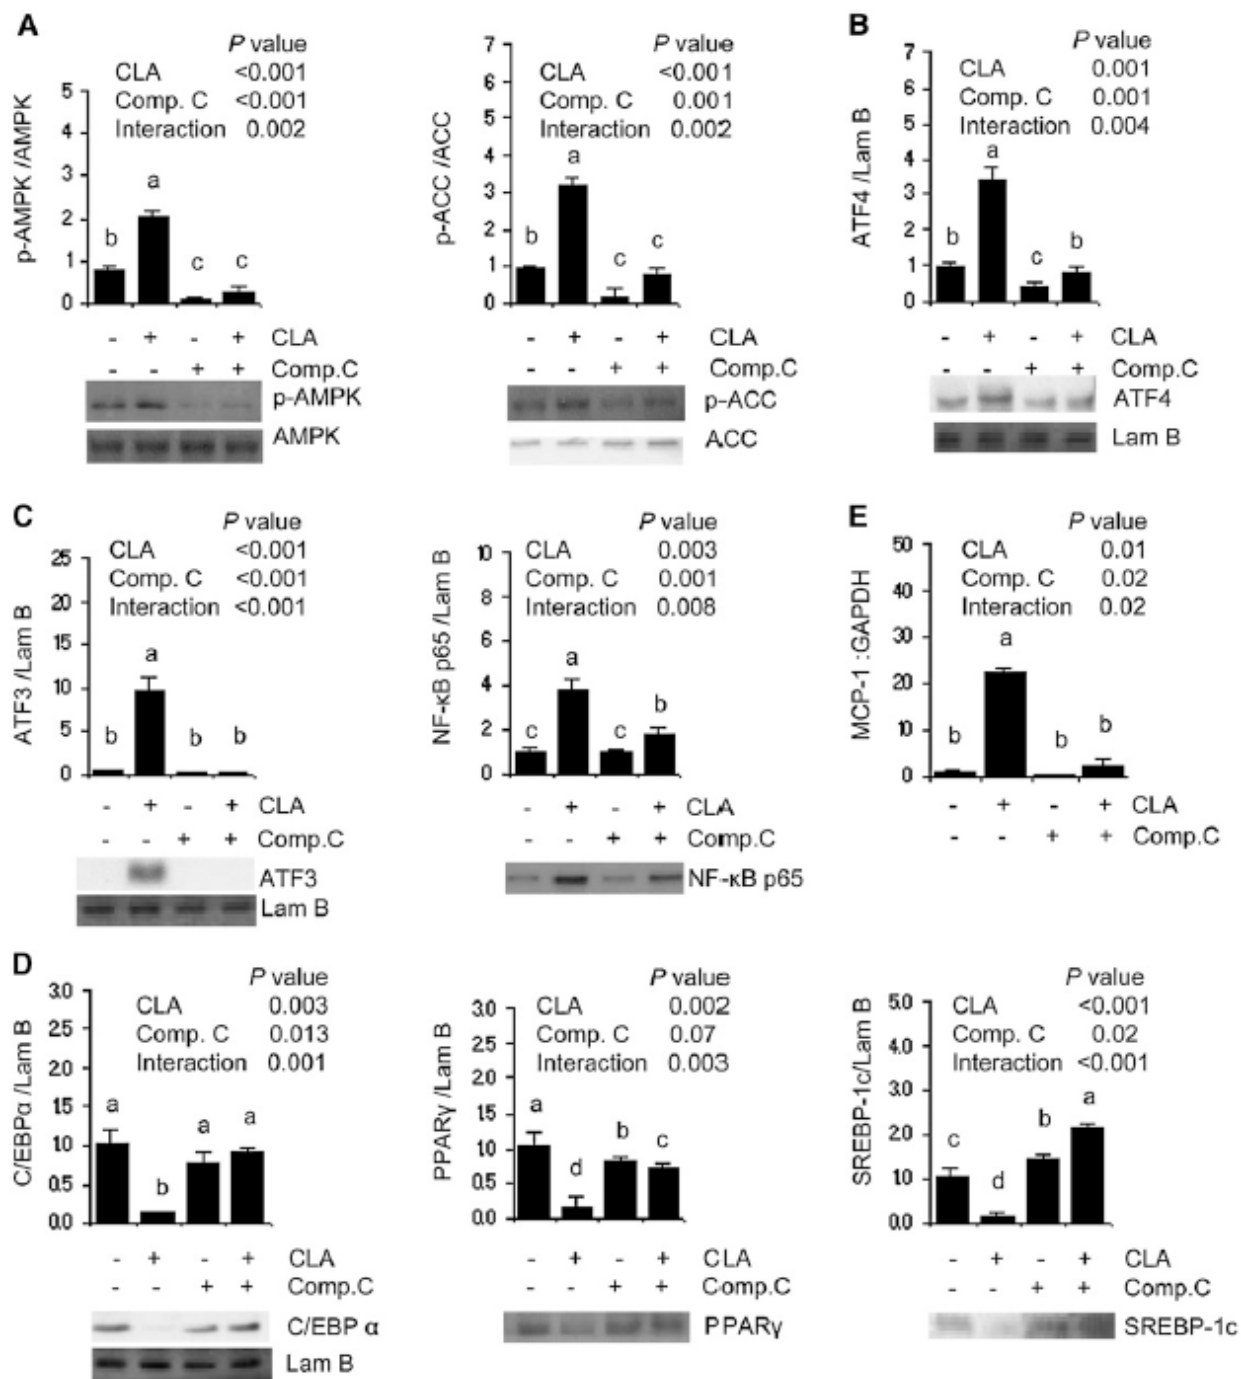 A
P value
CLA <0.001
Comp. C <0.001
Interaction 0.002
p-AMPK /AMPK
5
4
3
2
1
0
b a c c
- + - + CLA
- - + + Comp.C
p-AMPK
AMPK
P value
CLA <0.001
Comp. C 0.001
Interaction 0.002
p-ACC /ACC
7
6
5
4
3
2
1
0
b a c c
- + - + CLA
- - + + Comp.C
p-ACC
ACC
B
P value
CLA 0.001
Comp. C 0.001
Interaction 0.004
ATF4 /Lam B
7
6
5
4
3
2
1
0
b a c b
- + - + CLA
- - + + Comp.C
ATF4
Lam B
C
P value
CLA <0.001
Comp. C <0.001
Interaction <0.001
ATF3 /Lam B
25
20
15
10
5
0
b a b b
- + - + CLA
- - + + Comp.C
ATF3
Lam B
P value
CLA 0.003
Comp. C 0.001
Interaction 0.008
NF-κB p65 /Lam B
10
8
6
4
2
0
c a c b
- + - + CLA
- - + + Comp.C
NF-κB p65
E
P value
CLA 0.01
Comp. C 0.02
Interaction 0.02
MCP-1 :GAPDH
50
40
30
20
10
0
b a b b
- + - + CLA
- - + + Comp.C
D
P value
CLA 0.003
Comp. C 0.013
Interaction 0.001
C/EBPα /Lam B
3.0
2.5
2.0
1.5
1.0
0.5
0.0
a b a a
- + - + CLA
- - + + Comp.C
C/EBP α
Lam B
P value
CLA 0.002
Comp. C 0.07
Interaction 0.003
PPARγ /Lam B
3.0
2.5
2.0
1.5
1.0
0.5
0.0
a d b c
- + - + CLA
- - + + Comp.C
PPARγ
P value
CLA <0.001
Comp. C 0.02
Interaction <0.001
SREBP-1c/Lam B
5.0
4.0
3.0
2.0
1.0
0.0
c d b a
- + - + CLA
- - + + Comp.C
SREBP-1c